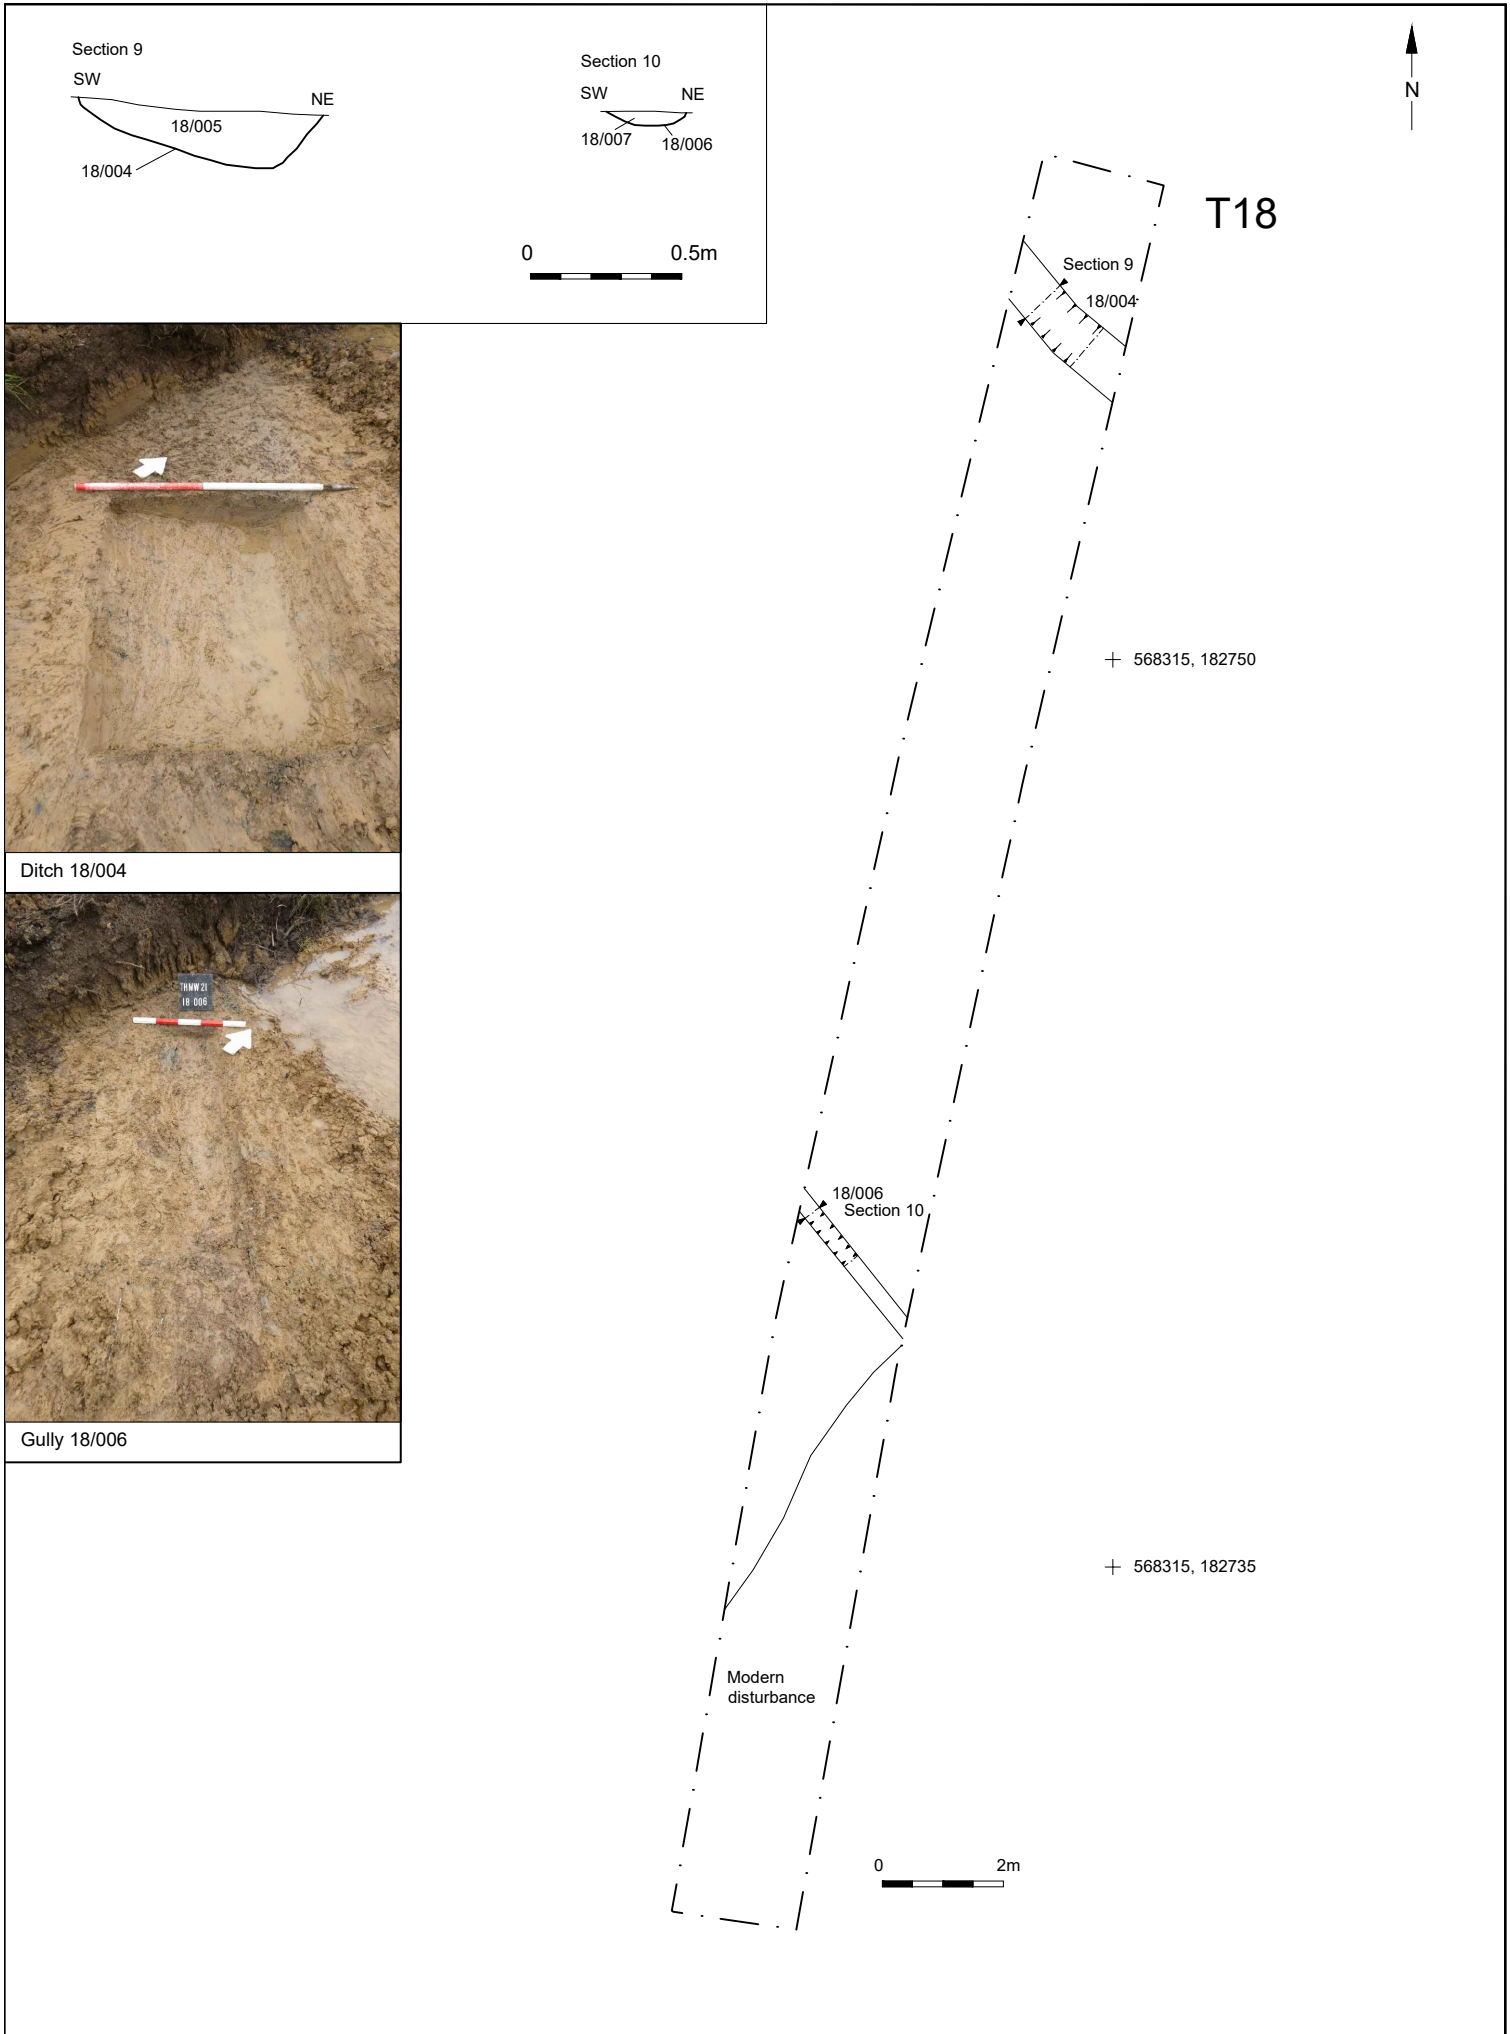 Section 9
SW
NE
18/005
18/004
Section 10
SW
NE
18/007
18/006
0
0.5m
N
T18
Section 9
18/004
Ditch 18/004
568315, 182750
THMW 21
18 006
Gully 18/006
18/006
Section 10
568315, 182735
Modern
disturbance
0
2m